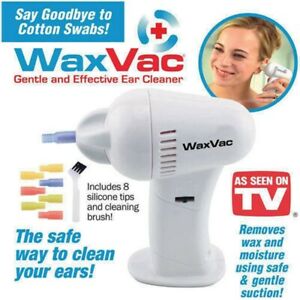 Say Goodbye to
Cotton Swabs!
WaxVac®
Gentle and Effective Ear Cleaner
WaxVac
Includes 8
silicone tips
and cleaning
brush!
AS SEEN ON
TV
The safe
way to clean
your ears!
Removes
wax and
moisture
using safe
& gentle
suction!